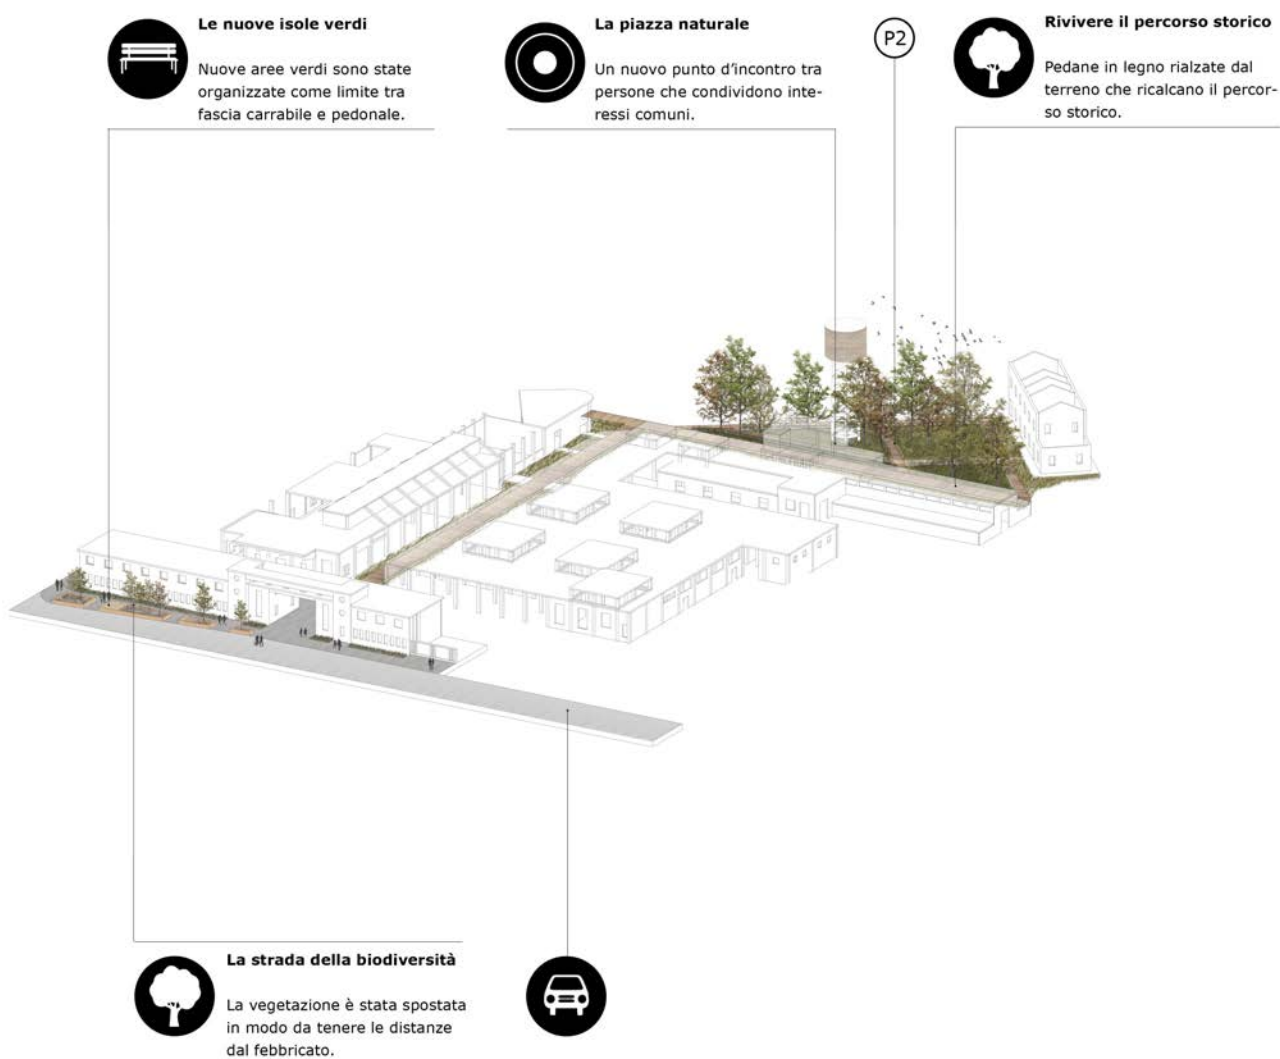 Le nuove isole verdi
Nuove aree verdi sono state
organizzate come limite tra
fascia carrabile e pedonale.
La piazza naturale
Un nuovo punto d'incontro tra
persone che condividono inte-
ressi comuni.
P2
Rivivere il percorso storico
Pedane in legno rialzate dal
terreno che ricalcano il percor-
so storico.
La strada della biodiversità
La vegetazione è stata spostata
in modo da tenere le distanze
dal febbricato.